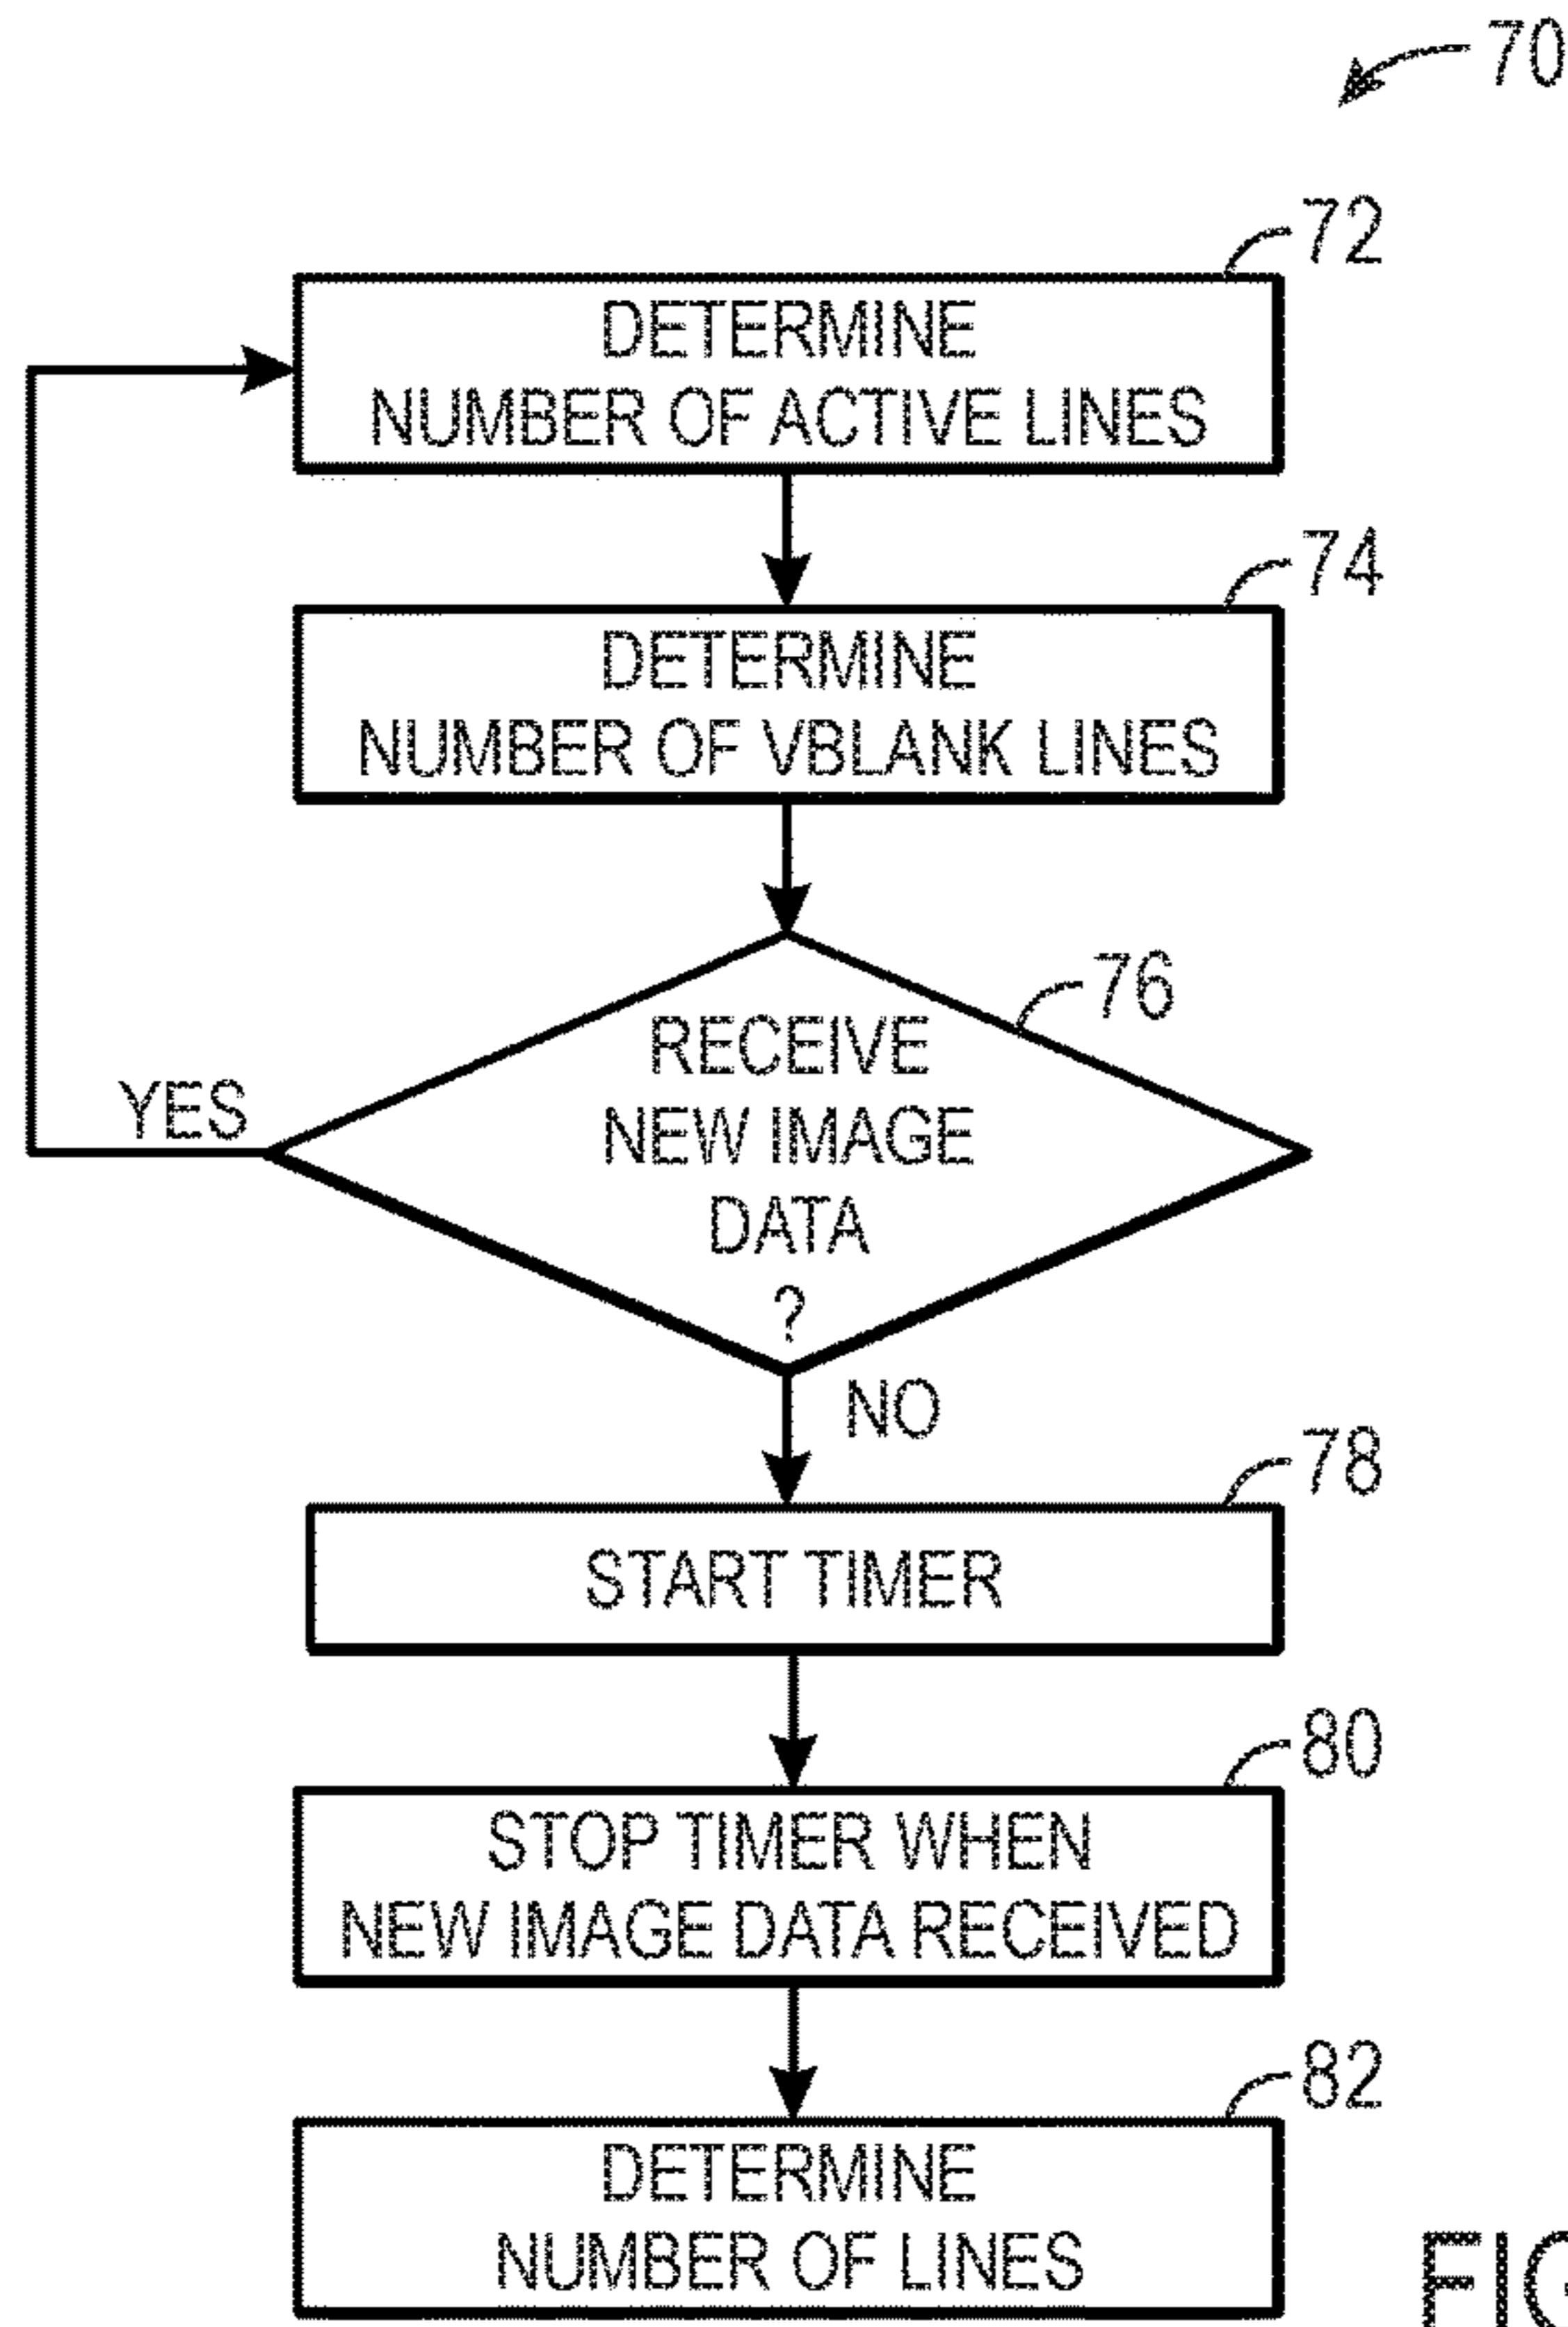 70
72
DETERMINE
NUMBER OF ACTIVE LINES
74
DETERMINE
NUMBER OF VBLANK LINES
76
RECEIVE
NEW IMAGE
DATA
?
YES
NO
78
START TIMER
80
STOP TIMER WHEN
NEW IMAGE DATA RECEIVED
82
DETERMINE
NUMBER OF LINES